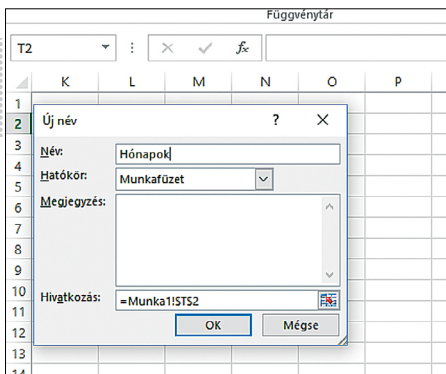 Függvénytár
T2 fx
K L M N O P
1
Új név ? ×
2
Név: Hónapok
3
4
Hatókör: Munkafüzet
5
Megjegyzés:
6
7
8
9
10
Hivatkozás: =Munka1!$T$2
11
OK Mégse
12
13
14